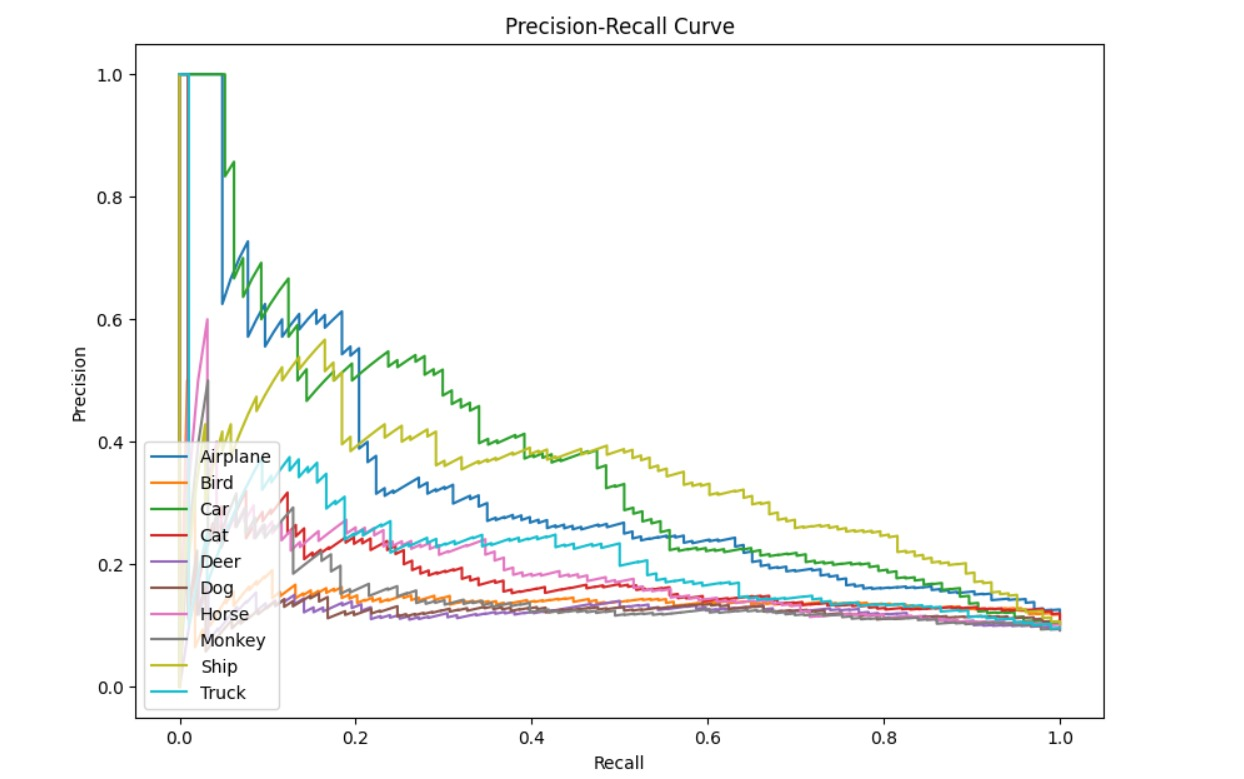 Precision-Recall Curve
1.0
0.8
0.6
0.4
0.2
0.0
Precision
Airplane
Bird
Car
Cat
Deer
Dog
Horse
Monkey
Ship
Truck
0.0 0.2 0.4 0.6 0.8 1.0
Recall